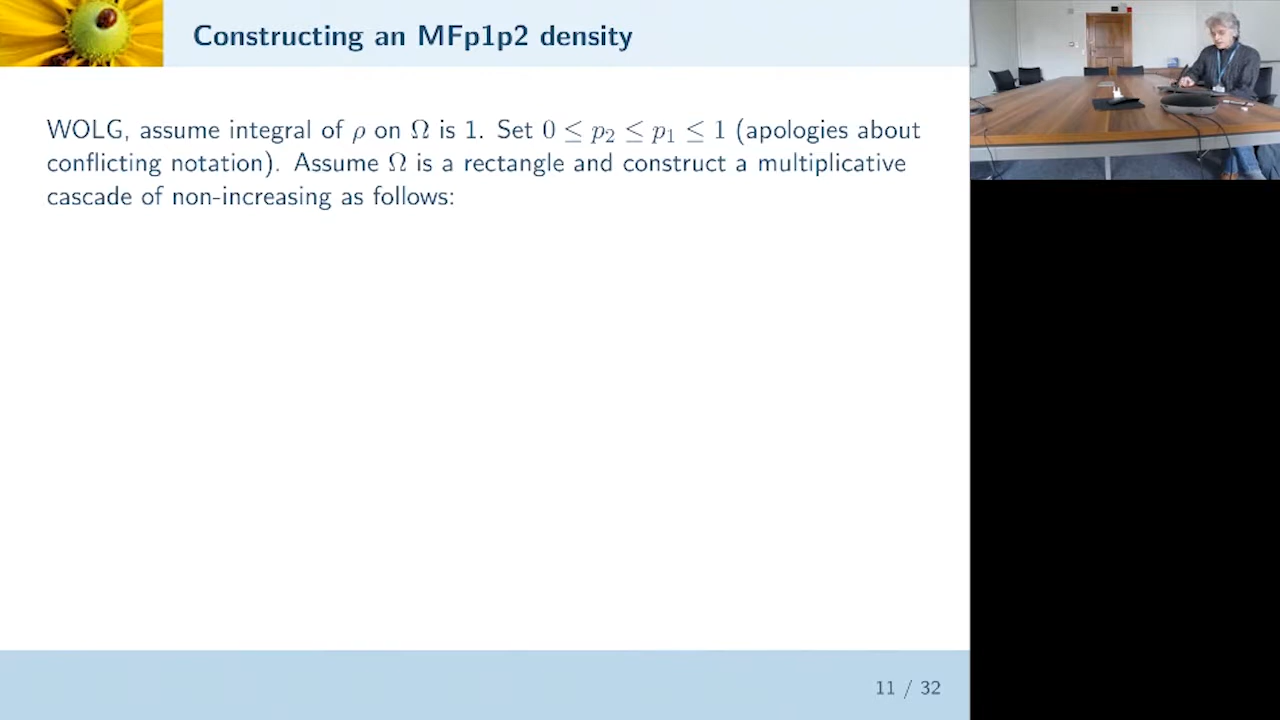 Constructing an MFp1p2 density
WOLG, assume integral of ρ on Ω is 1. Set 0 ≤ p₂ ≤ p₁ ≤ 1 (apologies about
conflicting notation). Assume Ω is a rectangle and construct a multiplicative
cascade of non-increasing as follows:
11 / 32